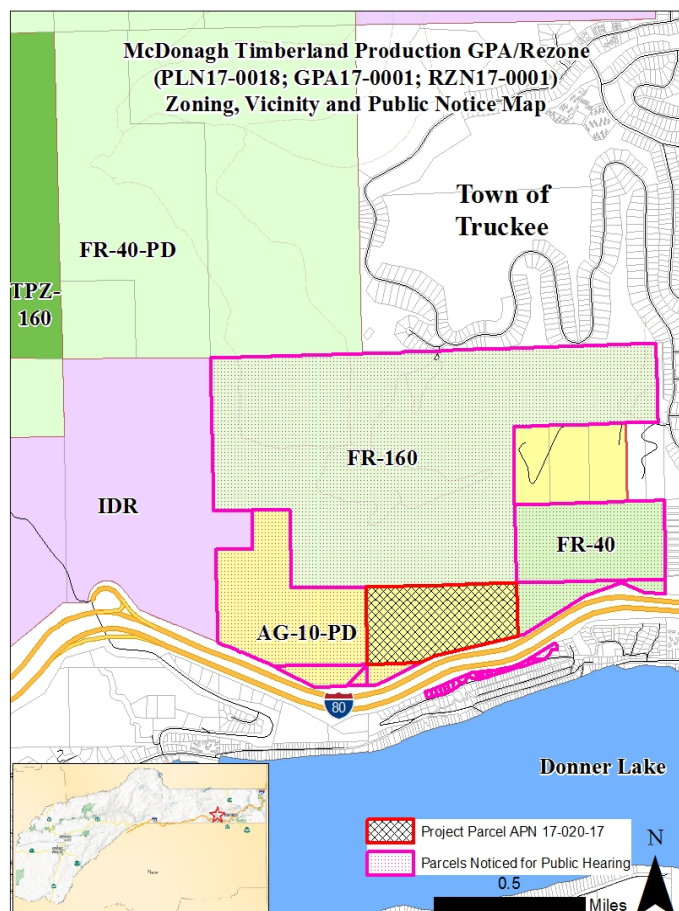 McDonagh Timberland Production GPA/Rezone
(PLN17-0018; GPA17-0001; RZN17-0001)
Zoning, Vicinity and Public Notice Map
Town of
Truckee
FR-40-PD
TPZ-
160
FR-160
IDR
FR-40
AG-10-PD
80
Donner Lake
Project Parcel APN 17-020-17
Parcels Noticed for Public Hearing
N
0.5
Miles